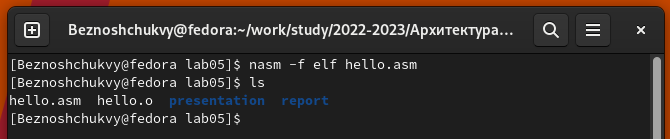 Beznoshchukvy@fedora:~/work/study/2022-2023/Архитектура...
[Beznoshchukvy@fedora lab05]$ nasm -f elf hello.asm
[Beznoshchukvy@fedora lab05]$ ls
hello.asm  hello.o  presentation  report
[Beznoshchukvy@fedora lab05]$